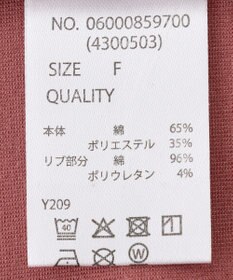 NO. 06000859700
(4300503)
SIZE F
QUALITY
本体 綿 65%
ポリエステル 35%
リブ部分 綿 96%
ポリウレタン 4%
Y209
40
W